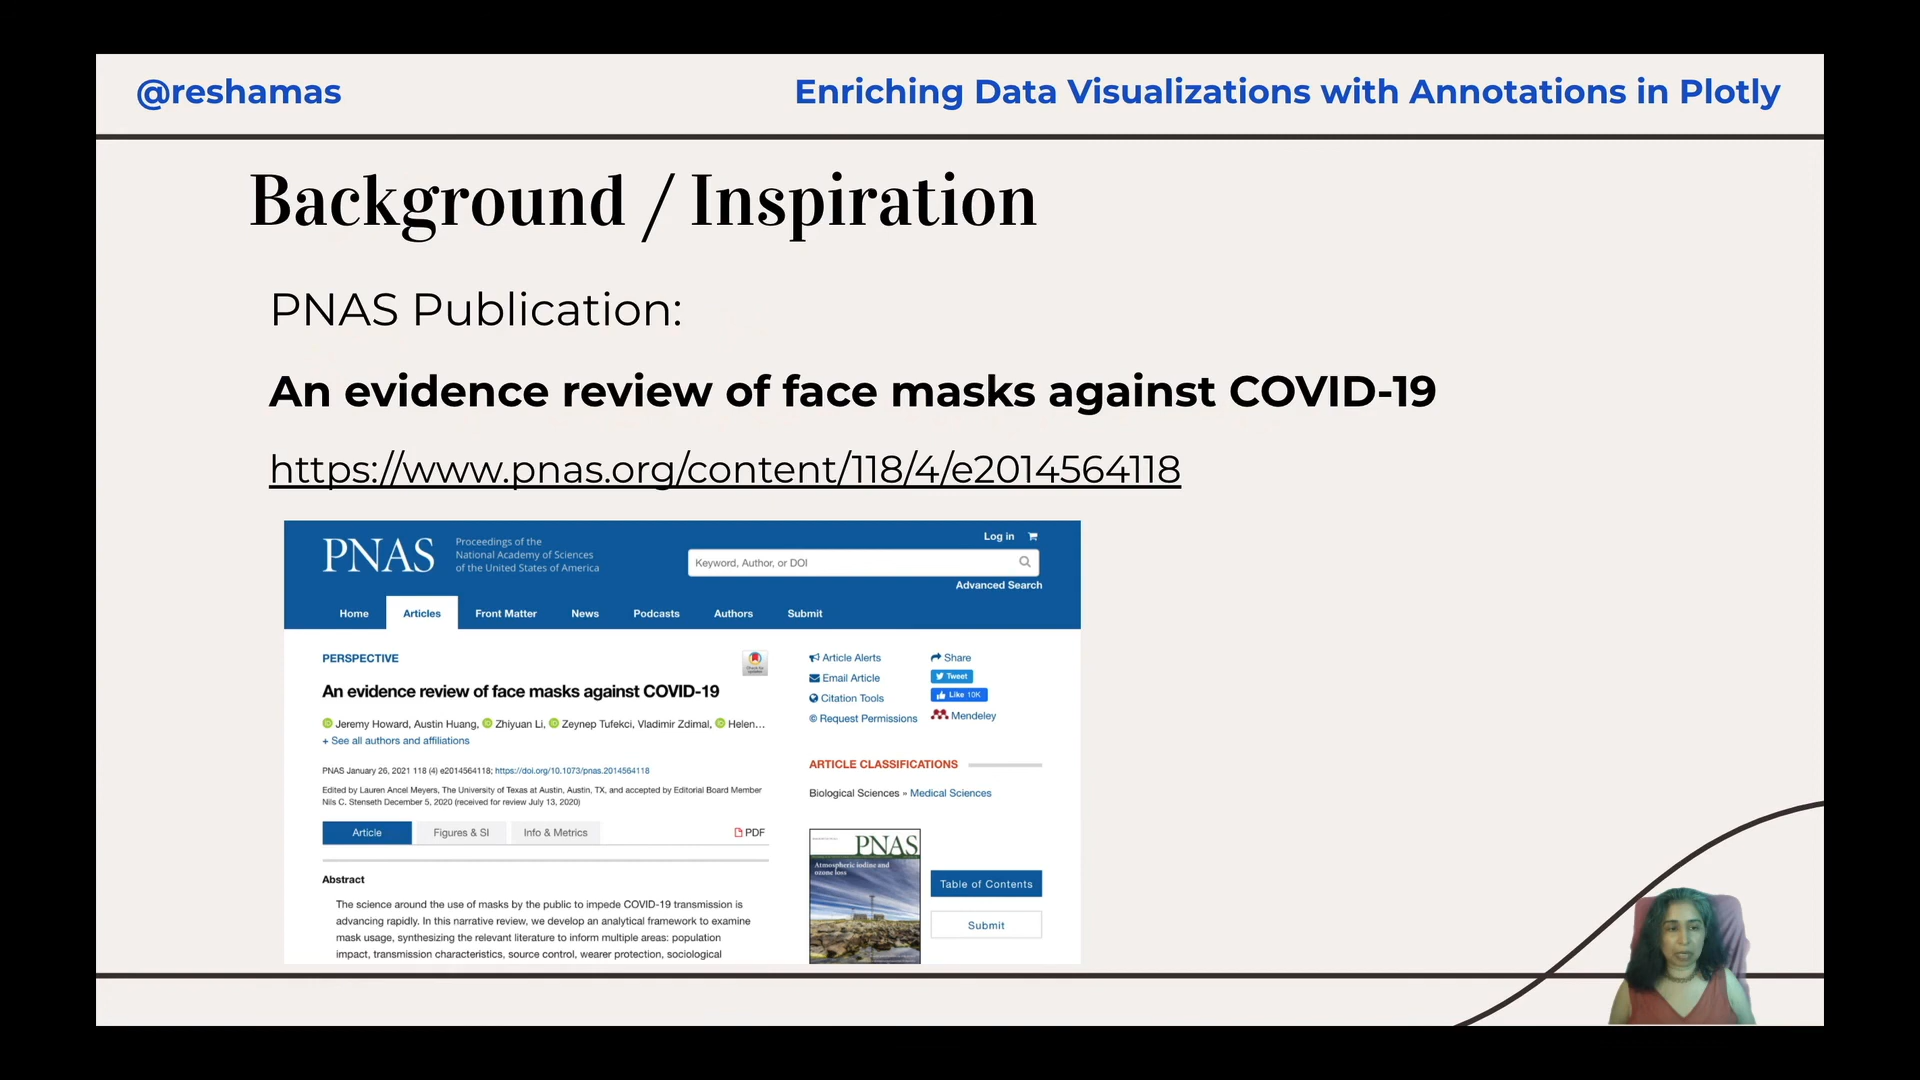 @reshamas
Enriching Data Visualizations with Annotations in Plotly
Background / Inspiration
PNAS Publication:
An evidence review of face masks against COVID-19
https://www.pnas.org/content/118/4/e2014564118
PNAS
Proceedings of the
National Academy of Sciences
of the United States of America
Log in
Keyword, Author, or DOI
Advanced Search
Home Articles Front Matter News Podcasts Authors Submit
PERSPECTIVE
An evidence review of face masks against COVID-19
Jeremy Howard, Austin Huang, Zhiyuan Li, Zeynep Tufekci, Vladimir Zdimal, Helen...
+ See all authors and affiliations
PNAS January 26, 2021 118 (4) e2014564118; https://doi.org/10.1073/pnas.2014564118
Edited by Lauren Ancel Meyers, The University of Texas at Austin, Austin, TX, and accepted by Editorial Board Member
Nils C. Stenseth December 5, 2020 (received for review July 13, 2020)
Article Figures & SI Info & Metrics PDF
Abstract
The science around the use of masks by the public to impede COVID-19 transmission is
advancing rapidly. In this narrative review, we develop an analytical framework to examine
mask usage, synthesizing the relevant literature to inform multiple areas: population
impact, transmission characteristics, source control, wearer protection, sociological
Article Alerts
Email Article
Citation Tools
© Request Permissions
Share
Tweet
Like 10K
Mendeley
ARTICLE CLASSIFICATIONS
Biological Sciences » Medical Sciences
PNAS
Atmospheric iodine and
ozone loss
Table of Contents
Submit